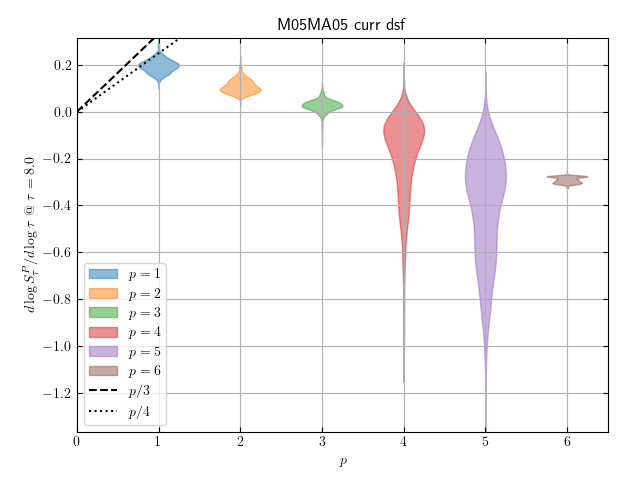 M05MA05 curr dsf
d log S_τ^P / d log τ @ τ = 8.0
0.2
0.0
−0.2
−0.4
−0.6
−0.8
−1.0
−1.2
p = 1
p = 2
p = 3
p = 4
p = 5
p = 6
p/3
p/4
0 1 2 3 4 5 6
p